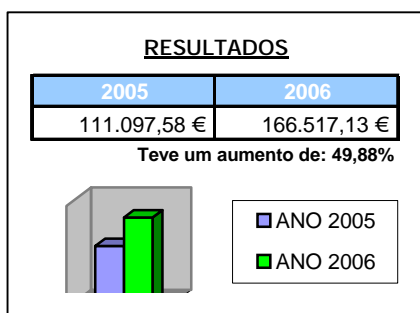 RESULTADOS
2005 2006
111.097,58 € 166.517,13 €
Teve um aumento de: 49,88%
ANO 2005
ANO 2006